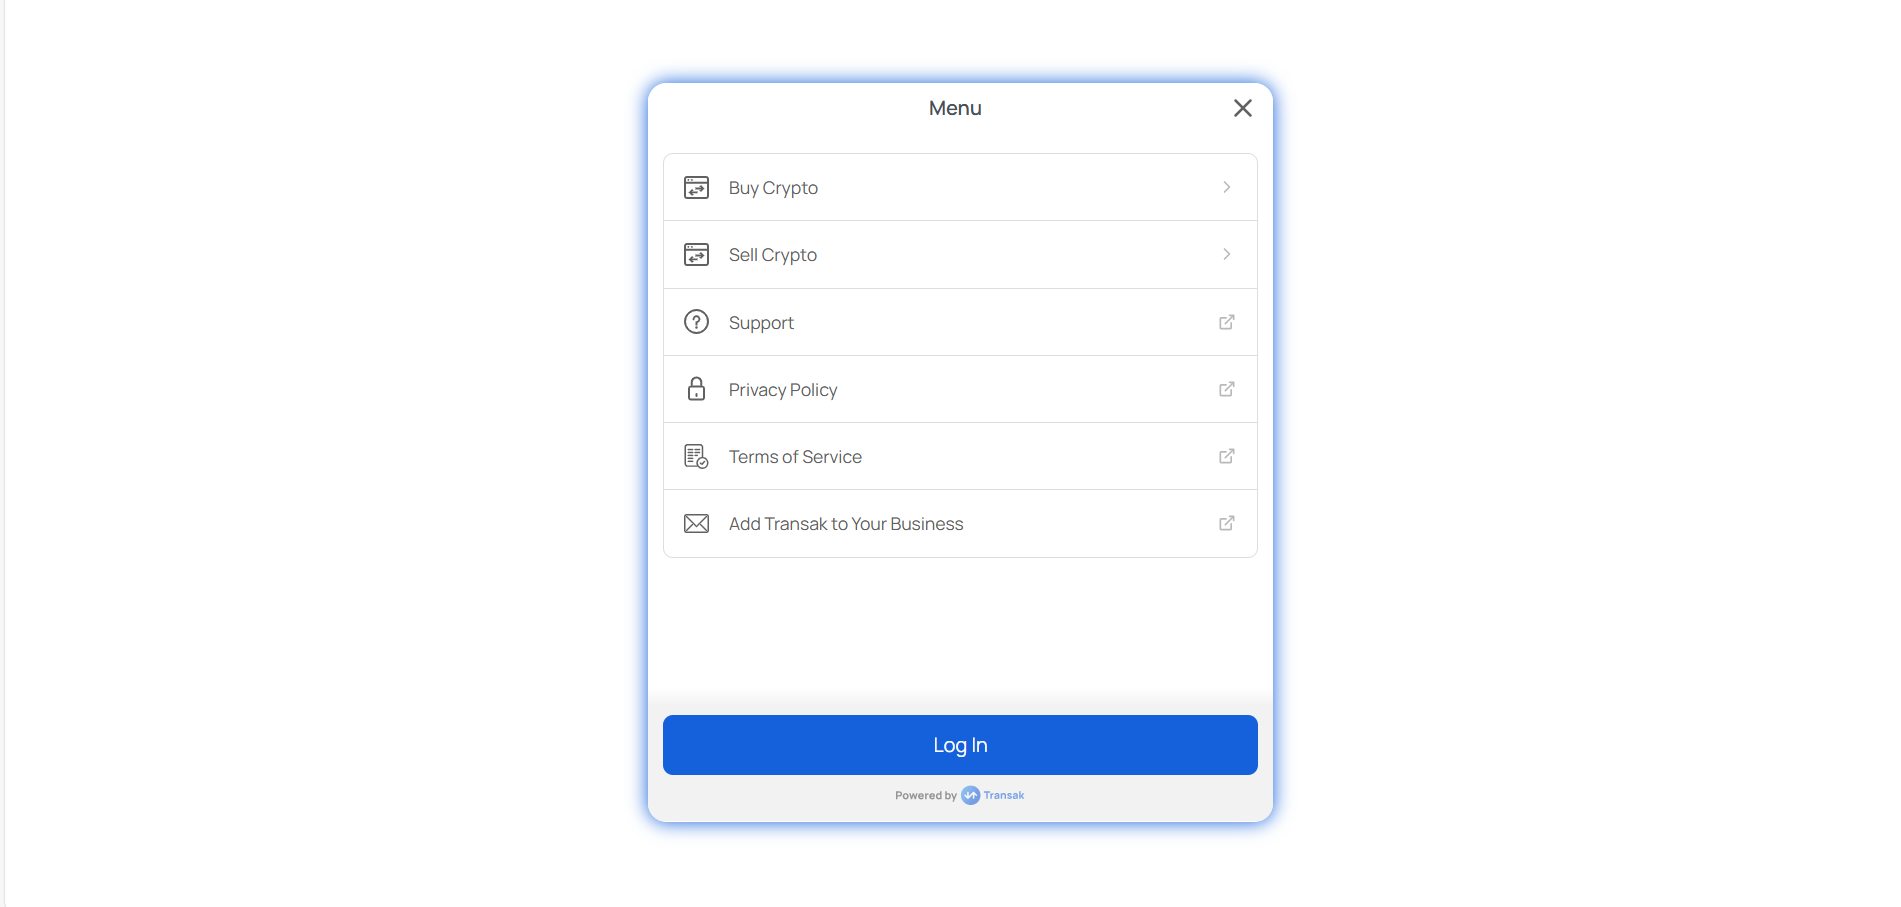 Menu
Buy Crypto
Sell Crypto
Support
Privacy Policy
Terms of Service
Add Transak to Your Business
Log In
Powered by Transak